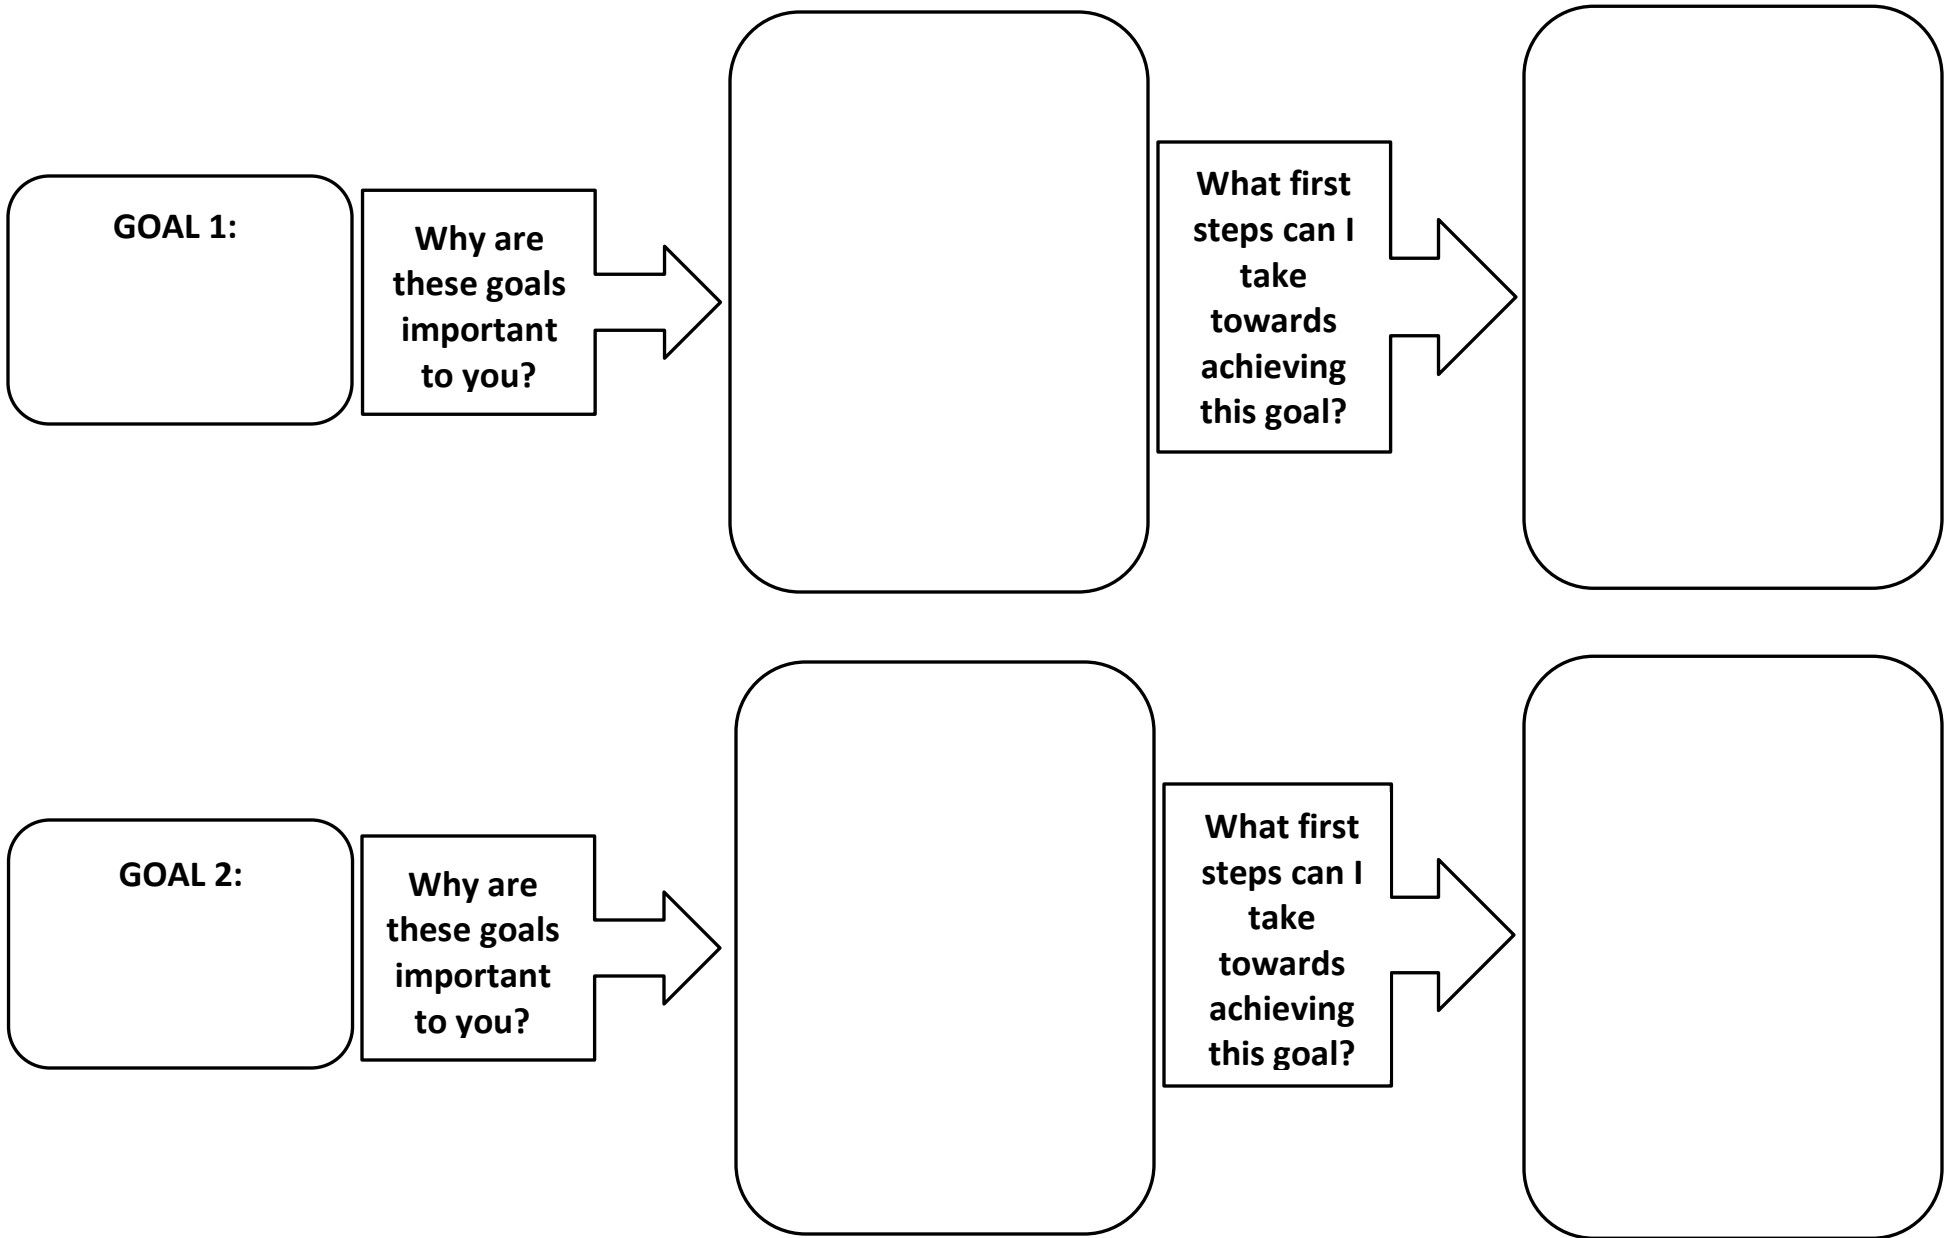 GOAL 1:
Why are
these goals
important
to you?
What first
steps can I
take
towards
achieving
this goal?
GOAL 2:
Why are
these goals
important
to you?
What first
steps can I
take
towards
achieving
this goal?